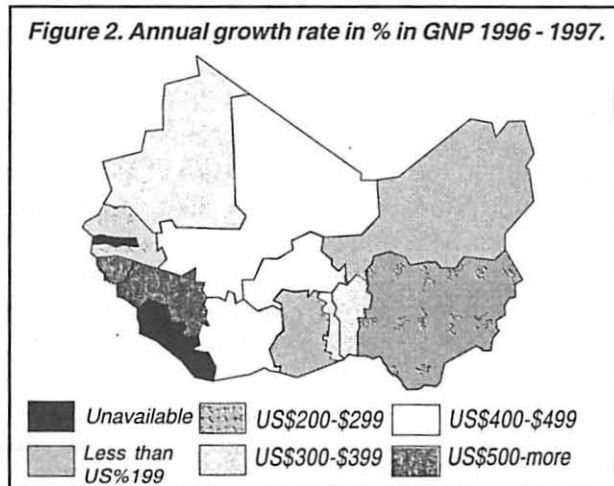 Figure 2. Annual growth rate in % in GNP 1996 - 1997.
Unavailable
US$200-$299
US$400-$499
Less than
US%199
US$300-$399
US$500-more